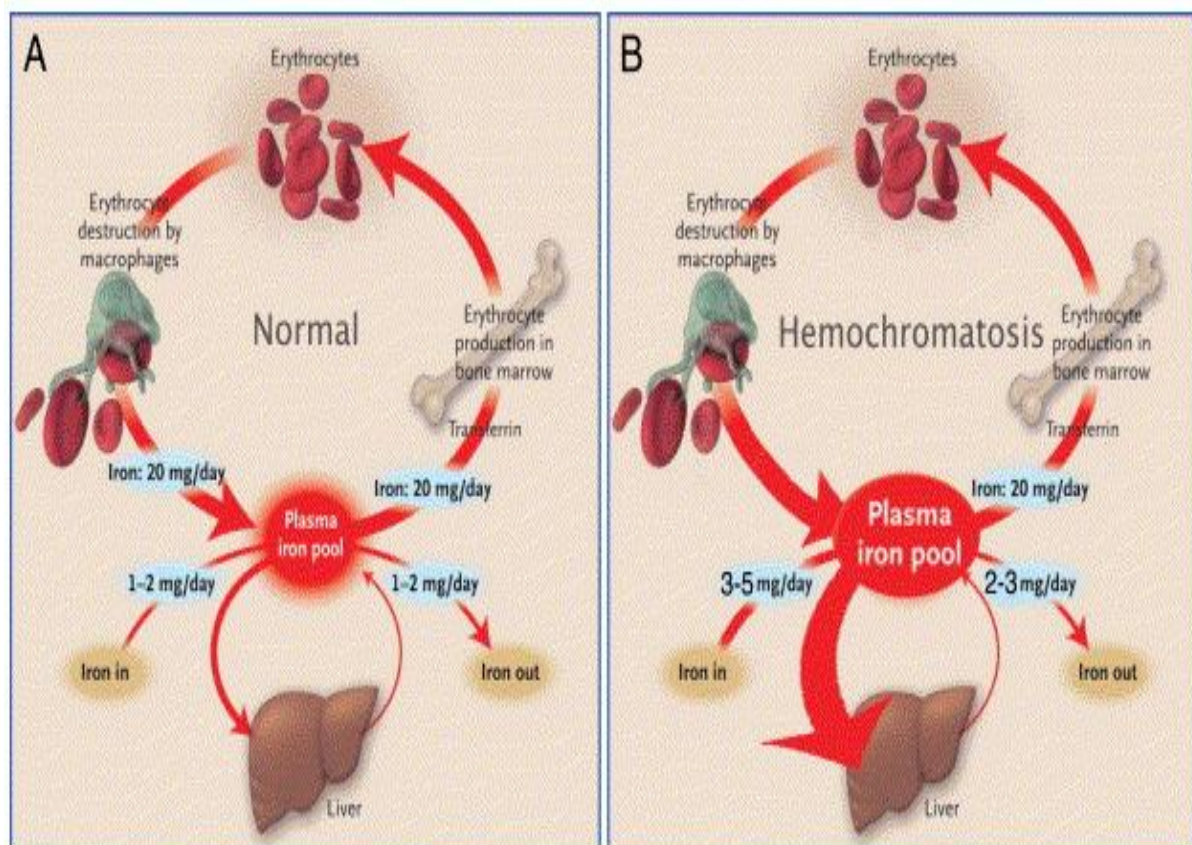 A
Erythrocytes
Erythrocyte
destruction by
macrophages
Normal
Erythrocyte
production in
bone marrow
Transferrin
Iron: 20 mg/day
Iron: 20 mg/day
Plasma
iron pool
1–2 mg/day
1–2 mg/day
Iron in
Iron out
Liver
B
Erythrocytes
Erythrocyte
destruction by
macrophages
Hemochromatosis
Erythrocyte
production in
bone marrow
Transferrin
Iron: 20 mg/day
Plasma
iron pool
3-5 mg/day
2-3 mg/day
Iron in
Iron out
Liver